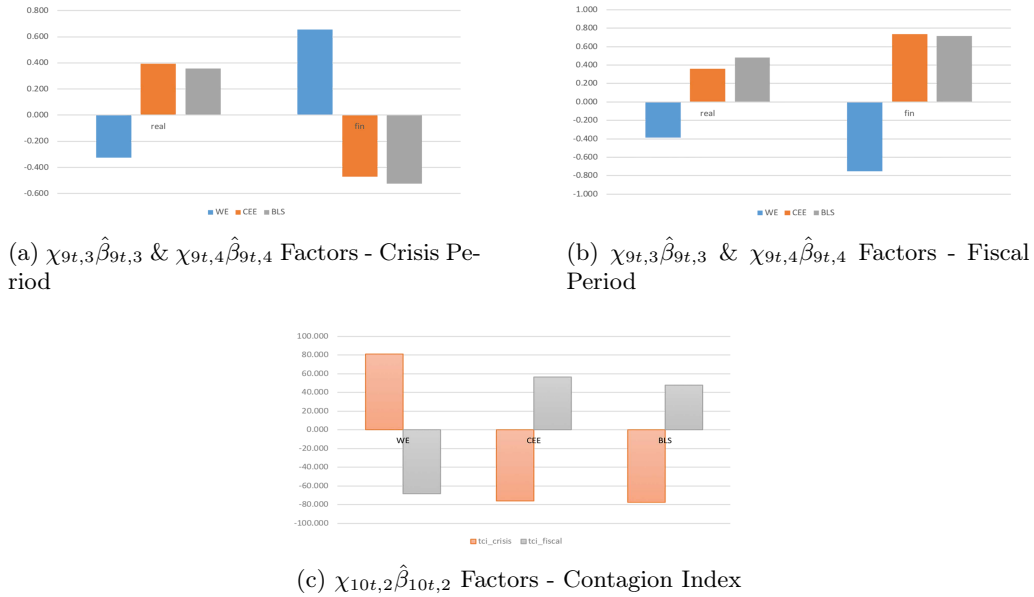 0.800
0.600
0.400
0.200
0.000
-0.200
-0.400
-0.600
real
fin
WE CEE BLS
(a) χ9t,3β̂9t,3 & χ9t,4β̂9t,4 Factors - Crisis Pe-
riod
1.000
0.800
0.600
0.400
0.200
0.000
-0.200
-0.400
-0.600
-0.800
-1.000
real
fin
WE CEE BLS
(b) χ9t,3β̂9t,3 & χ9t,4β̂9t,4 Factors - Fiscal
Period
100.000
80.000
60.000
40.000
20.000
0.000
-20.000
-40.000
-60.000
-80.000
-100.000
WE
CEE
BLS
tci_crisis tci_fiscal
(c) χ10t,2β̂10t,2 Factors - Contagion Index